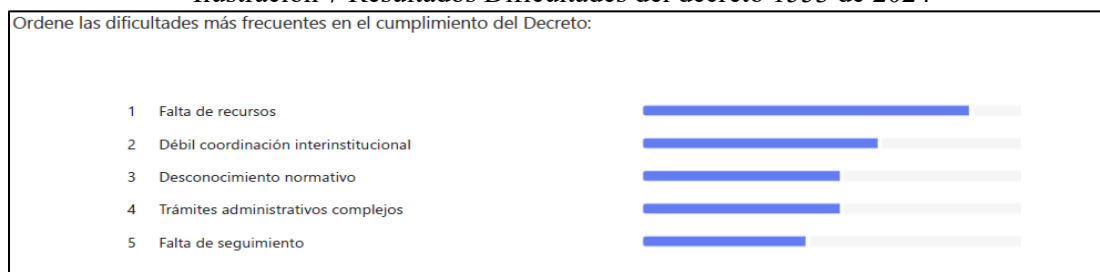 Ordene las dificultades más frecuentes en el cumplimiento del Decreto:
1 Falta de recursos
2 Débil coordinación interinstitucional
3 Desconocimiento normativo
4 Trámites administrativos complejos
5 Falta de seguimiento